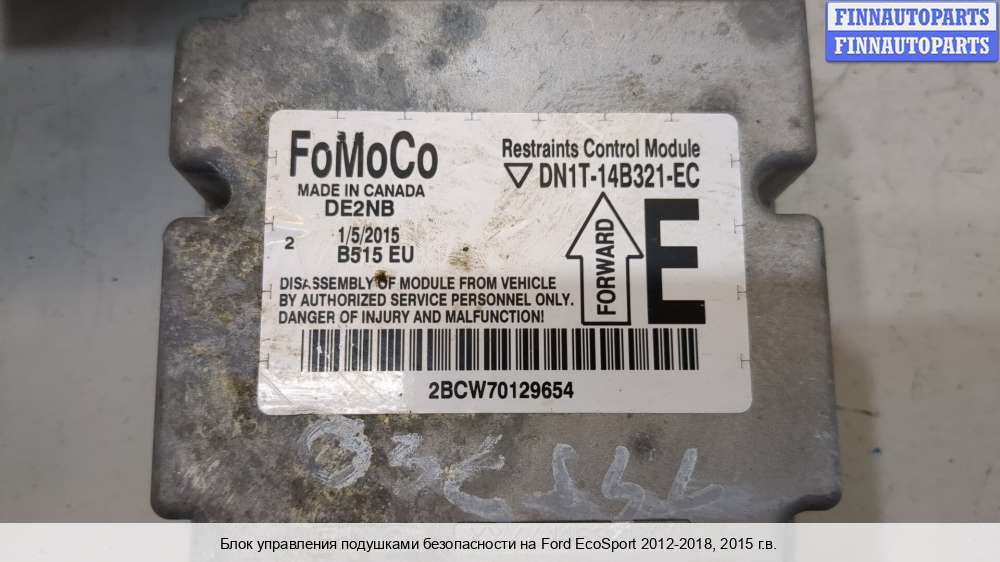 FINNAUTOPARTS
FINNAUTOPARTS
FoMoCo
MADE IN CANADA
DE2NB
2
1/5/2015
B515 EU
Restraints Control Module
DN1T-14B321-EC
FORWARD
E
DISASSEMBLY OF MODULE FROM VEHICLE
BY AUTHORIZED SERVICE PERSONNEL ONLY.
DANGER OF INJURY AND MALFUNCTION!
2BCW70129654
Блок управления подушками безопасности на Ford EcoSport 2012-2018, 2015 г.в.